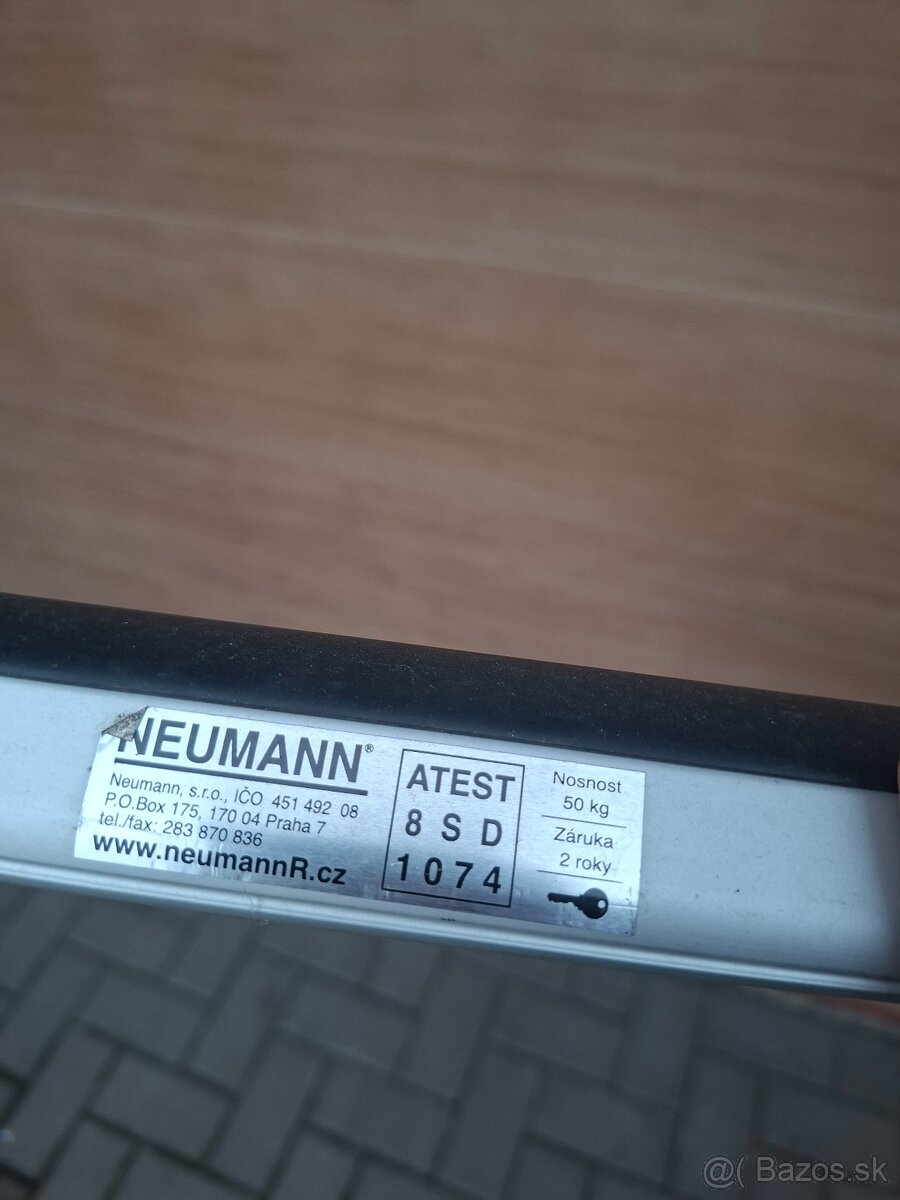 NEUMANN®
Neumann, s.r.o., IČO 451 492 08
P.O.Box 175, 170 04 Praha 7
tel./fax: 283 870 836
www.neumannR.cz
ATEST
8 S D
1074
Nosnost
50 kg
Záruka
2 roky
@( Bazos.sk